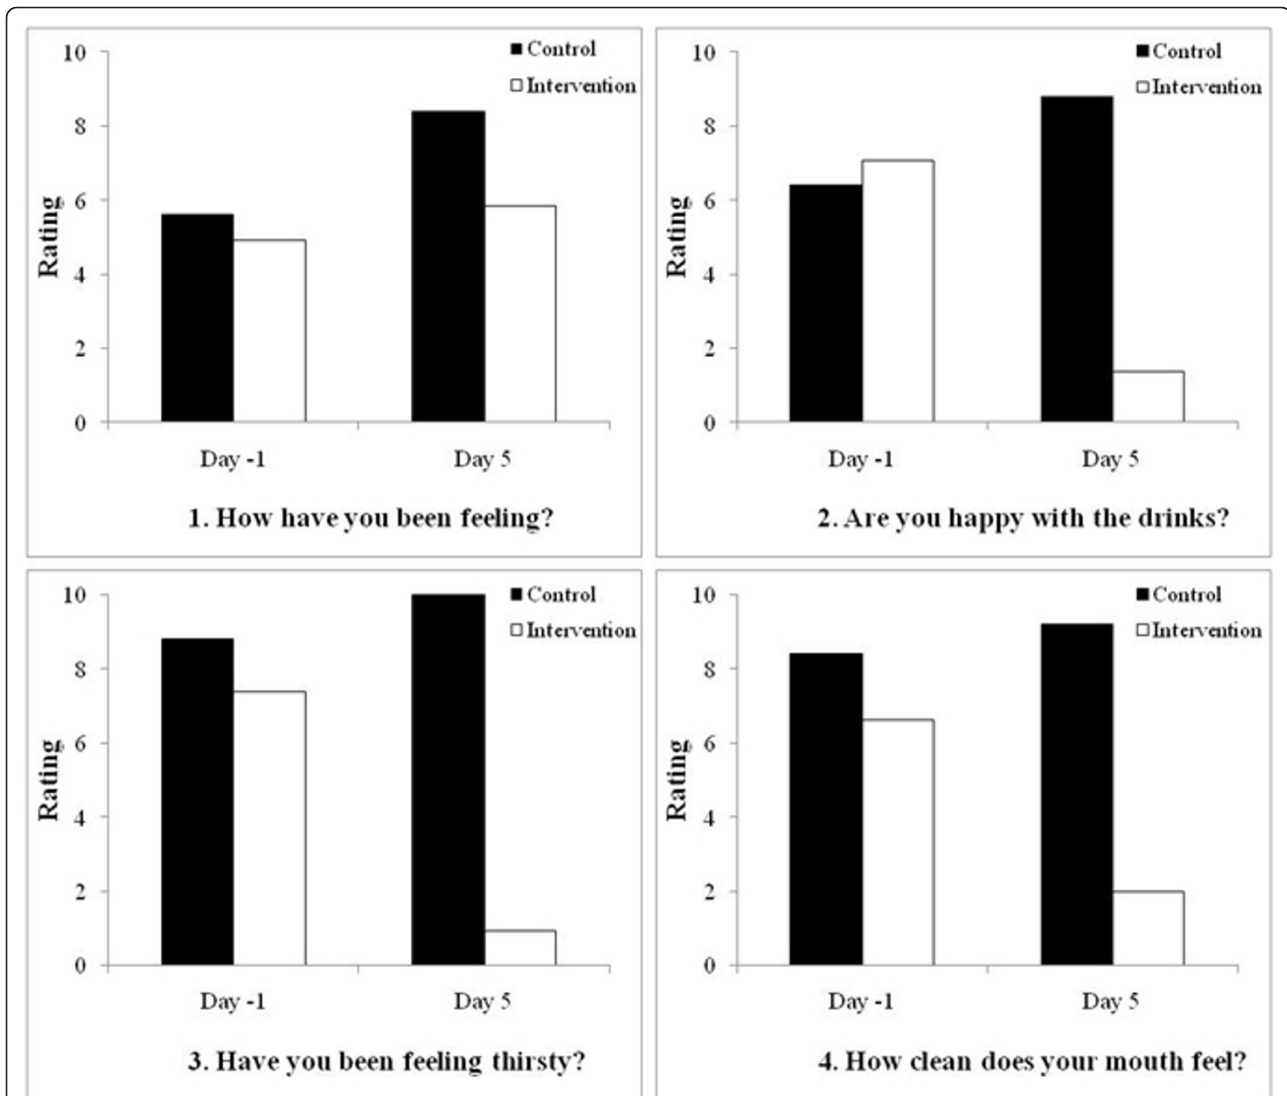 10
8
6
4
2
0
Rating
■ Control
□ Intervention
Day -1 Day 5
1. How have you been feeling?
10
8
6
4
2
0
Rating
■ Control
□ Intervention
Day -1 Day 5
2. Are you happy with the drinks?
10
8
6
4
2
0
Rating
■ Control
□ Intervention
Day -1 Day 5
3. Have you been feeling thirsty?
10
8
6
4
2
0
Rating
■ Control
□ Intervention
Day -1 Day 5
4. How clean does your mouth feel?